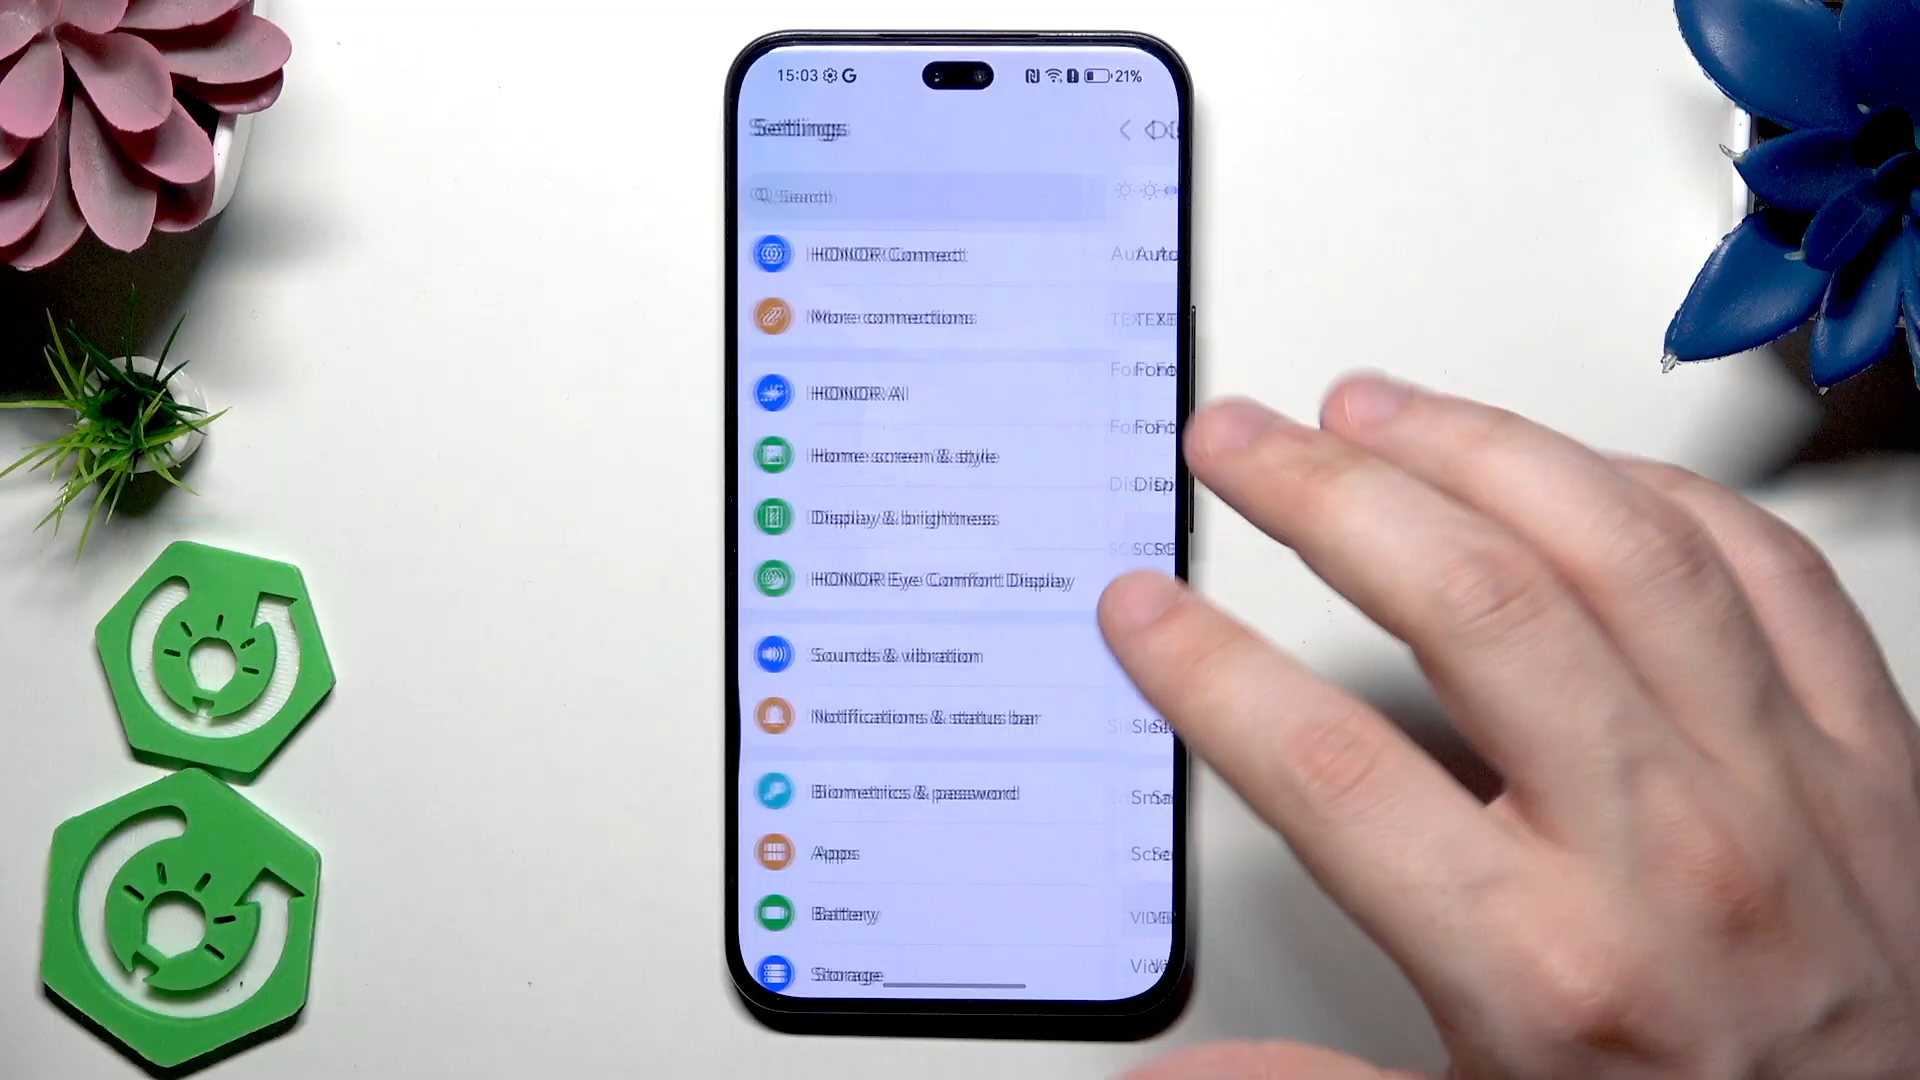 15:03 G 21%
Settings
Search
HONOR Connect
More connections
HONOR AI
Home screen & style
Display & brightness
HONOR Eye Comfort Display
Sounds & vibration
Notifications & status bar
Biometrics & password
Apps
Battery
Storage